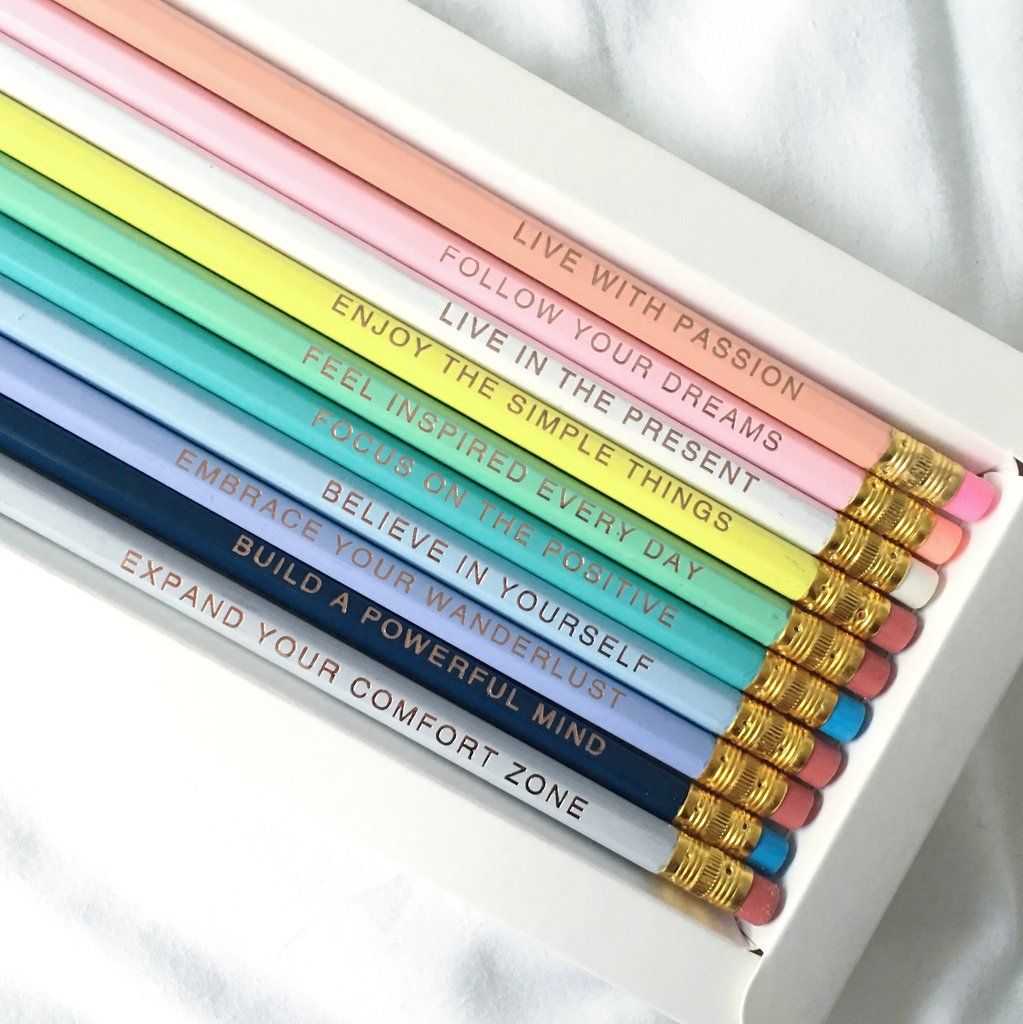 LIVE WITH PASSION
FOLLOW YOUR DREAMS
LIVE IN THE PRESENT
ENJOY THE SIMPLE THINGS
FEEL INSPIRED EVERY DAY
FOCUS ON THE POSITIVE
BELIEVE IN YOURSELF
EMBRACE YOUR WANDERLUST
BUILD A POWERFUL MIND
EXPAND YOUR COMFORT ZONE